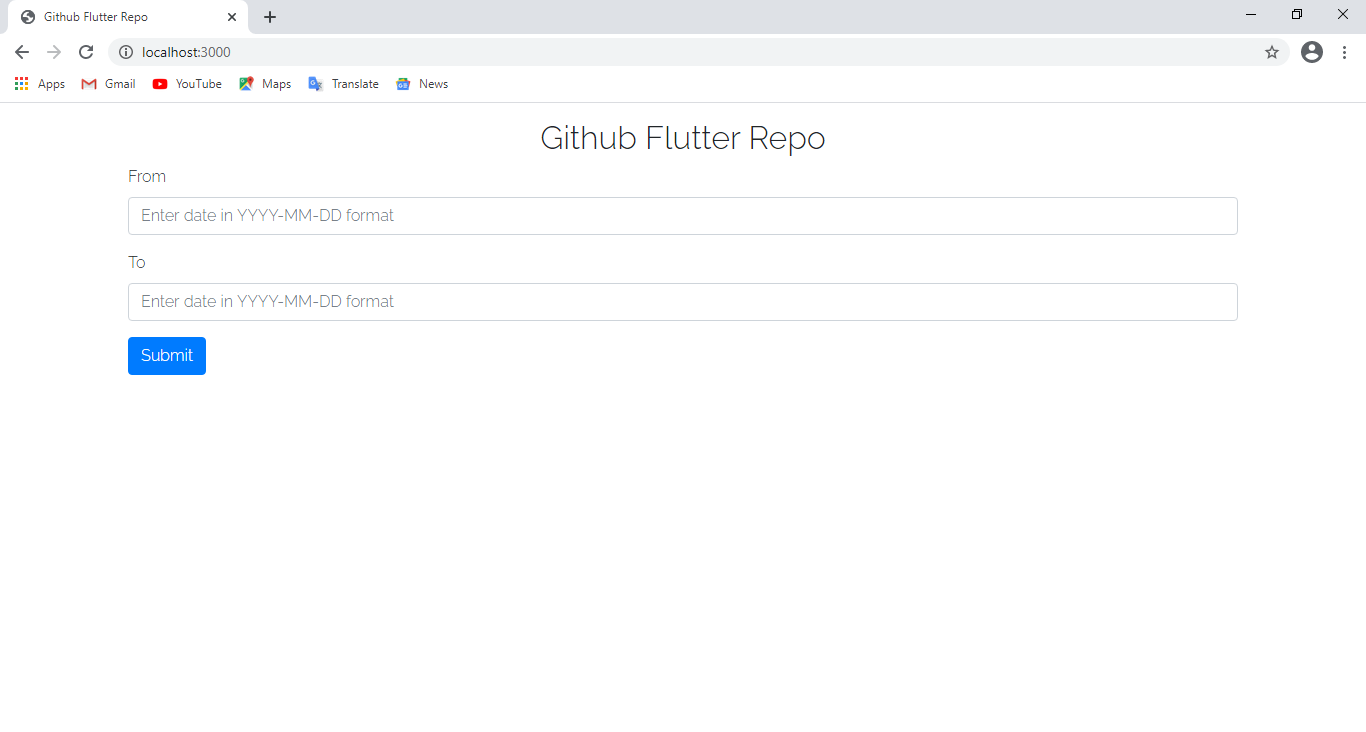 Github Flutter Repo
localhost:3000
Apps Gmail YouTube Maps Translate News
Github Flutter Repo
From
Enter date in YYYY-MM-DD format
To
Enter date in YYYY-MM-DD format
Submit